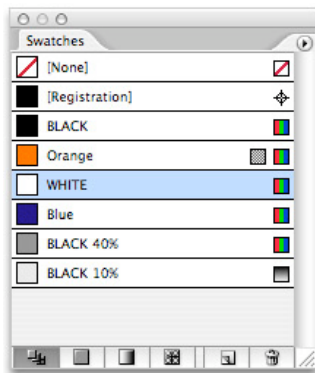 Swatches
[None]
[Registration]
BLACK
Orange
WHITE
Blue
BLACK 40%
BLACK 10%